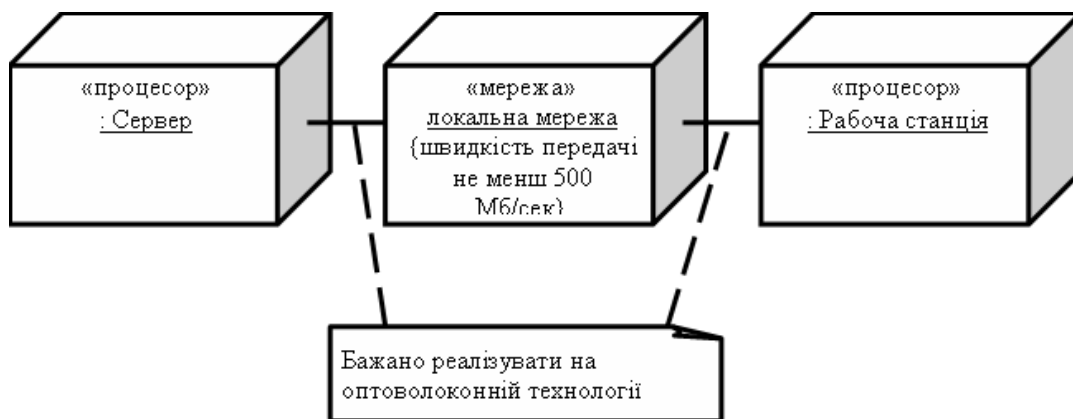 «процесор»
: Сервер
«мережа»
локальна мережа
{швидкість передачі
не менш 500
Мб/сек}
«процесор»
: Рабоча станція
Бажано реалізувати на
оптоволоконній технології